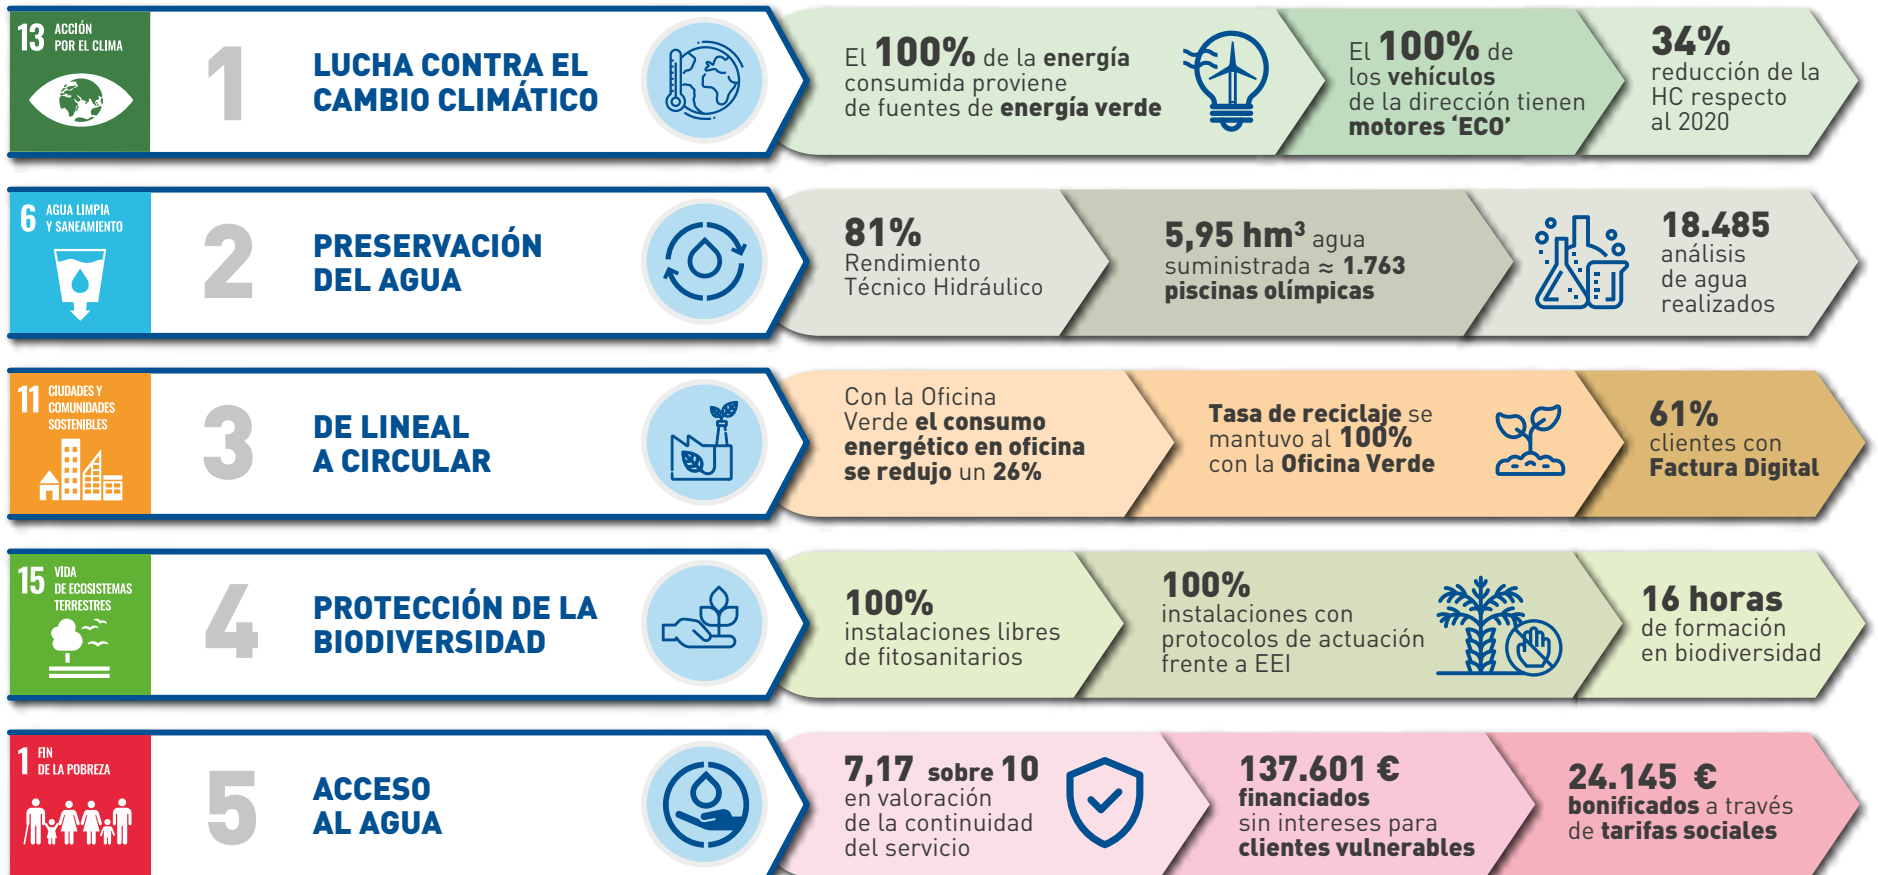 13 ACCIÓN
POR EL CLIMA
1
LUCHA CONTRA EL
CAMBIO CLIMÁTICO
El 100% de la energía
consumida proviene
de fuentes de energía verde
El 100% de
los vehículos
de la dirección tienen
motores ‘ECO’
34%
reducción de la
HC respecto
al 2020
6 AGUA LIMPIA
Y SANEAMIENTO
2
PRESERVACIÓN
DEL AGUA
81%
Rendimiento
Técnico Hidráulico
5,95 hm³ agua
suministrada ≈ 1.763
piscinas olímpicas
18.485
análisis
de agua
realizados
11 CIUDADES Y
COMUNIDADES
SOSTENIBLES
3
DE LINEAL
A CIRCULAR
Con la Oficina
Verde el consumo
energético en oficina
se redujo un 26%
Tasa de reciclaje se
mantuvo al 100%
con la Oficina Verde
61%
clientes con
Factura Digital
15 VIDA
DE ECOSISTEMAS
TERRESTRES
4
PROTECCIÓN DE LA
BIODIVERSIDAD
100%
instalaciones libres
de fitosanitarios
100%
instalaciones con
protocolos de actuación
frente a EEI
16 horas
de formación
en biodiversidad
1 FIN
DE LA POBREZA
5
ACCESO
AL AGUA
7,17 sobre 10
en valoración
de la continuidad
del servicio
137.601 €
financiados
sin intereses para
clientes vulnerables
24.145 €
bonificados a través
de tarifas sociales